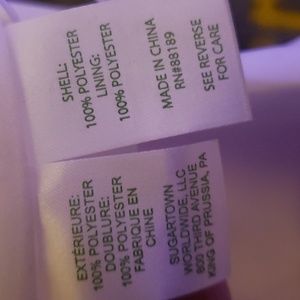 SHELL:
100% POLYESTER
LINING:
100% POLYESTER
MADE IN CHINA
RN#88189
SEE REVERSE
FOR CARE
EXTÉRIEURE:
100% POLYESTER
DOUBLURE:
100% POLYESTER
FABRIQUE EN
CHINE
SUGARTOWN
WORLDWIDE, LLC
800 THIRD AVENUE
KING OF PRUSSIA, PA